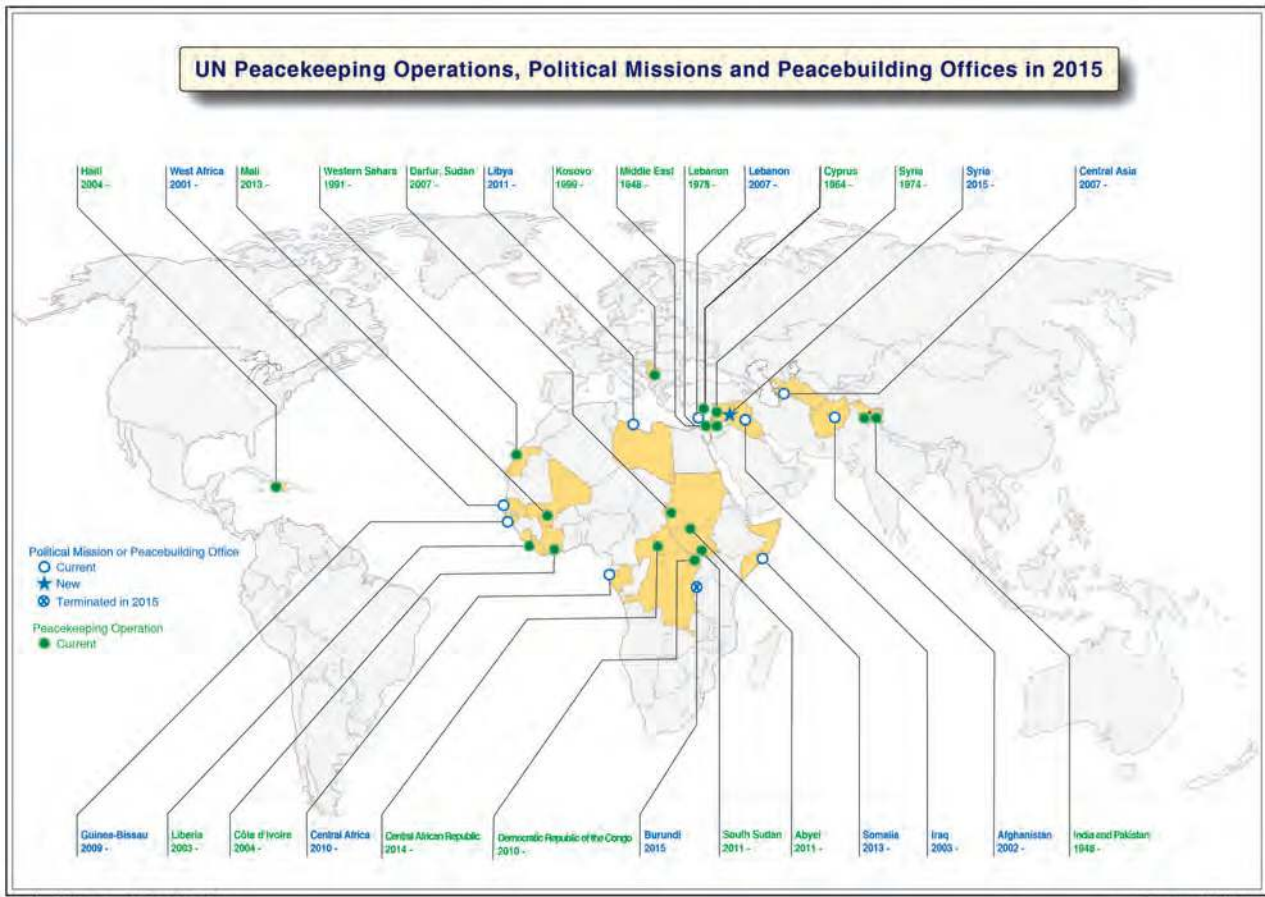 UN Peacekeeping Operations, Political Missions and Peacebuilding Offices in 2015
Haiti
2004 -
West Africa
2001 -
Mali
2013 -
Western Sahara
1991 -
Darfur, Sudan
2007 -
Libya
2011 -
Kosovo
1999 -
Middle East
1948 -
Lebanon
1978 -
Lebanon
2007 -
Cyprus
1964 -
Syria
1974 -
Syria
2015 -
Central Asia
2007 -
Political Mission or Peacebuilding Office
Current
New
Terminated in 2015
Peacekeeping Operation
Current
Guinea-Bissau
2009 -
Liberia
2003 -
Côte d'Ivoire
2004 -
Central Africa
2010 -
Central African Republic
2014 -
Democratic Republic of the Congo
2010 -
Burundi
2015
South Sudan
2011 -
Abyei
2011 -
Somalia
2013 -
Iraq
2003 -
Afghanistan
2002 -
India and Pakistan
1948 -